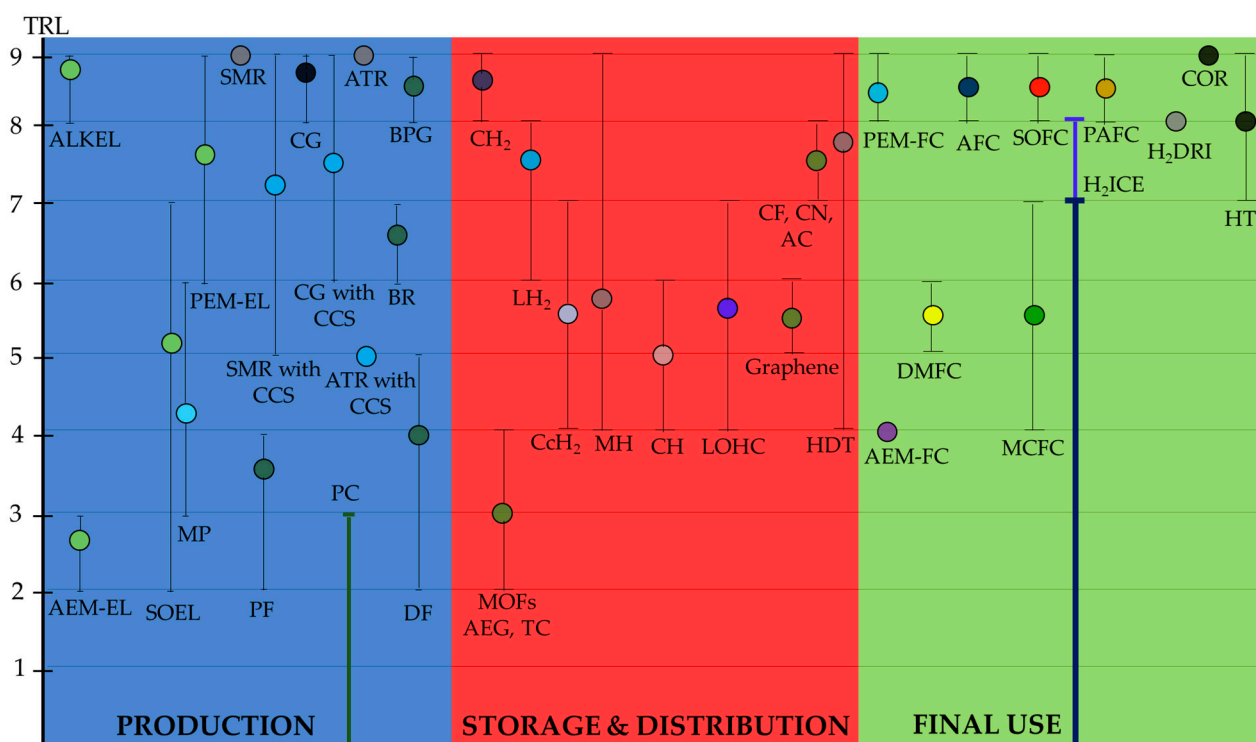 TRL
9
8
7
6
5
4
3
2
1
ALKEL
SMR
CG
ATR
BPG
PEM-EL
CG with
CCS
BR
SMR with
CCS
ATR with
CCS
PC
MP
AEM-EL
SOEL
PF
DF
PRODUCTION
CH₂
CF, CN,
AC
LH₂
Graphene
CcH₂
MH
CH
LOHC
HDT
MOFs
AEG, TC
STORAGE & DISTRIBUTION
PEM-FC
AFC
SOFC
PAFC
COR
H₂DRI
H₂ICE
HT
DMFC
AEM-FC
MCFC
FINAL USE